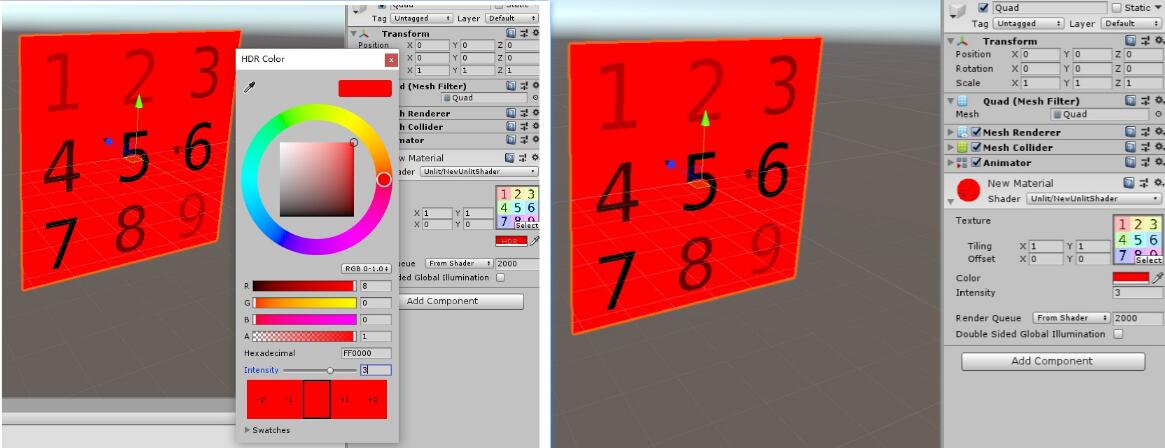 Quad Static
Tag Untagged Layer Default
Transform
Position X 0 Y 0 Z 0
X 0 Y 0 Z 0
X 1 Y 1 Z 1
d (Mesh Filter)
Quad
esh Renderer
esh Collider
mator
w Material
der Unlit/NewUnlitShader
1 2 3
4 5 6
7 8 9
Select
X 1 Y 1
X 0 Y 0
HDR
ueue From Shader 2000
ded Global Illumination
Add Component
1 2 3
4 5 6
7 8 9
HDR Color
RGB 0-1.0
R 8
G 0
B 0
A 1
Hexadecimal FF0000
Intensity 3
-2 -1 +1 +2
Swatches
1 2 3
4 5 6
7 8 9
Quad Static
Tag Untagged Layer Default
Transform
Position X 0 Y 0 Z 0
Rotation X 0 Y 0 Z 0
Scale X 1 Y 1 Z 1
Quad (Mesh Filter)
Mesh Quad
Mesh Renderer
Mesh Collider
Animator
New Material
Shader Unlit/NewUnlitShader
Texture
1 2 3
4 5 6
7 8 9
Select
Tiling X 1 Y 1
Offset X 0 Y 0
Color
Intensity 3
Render Queue From Shader 2000
Double Sided Global Illumination
Add Component